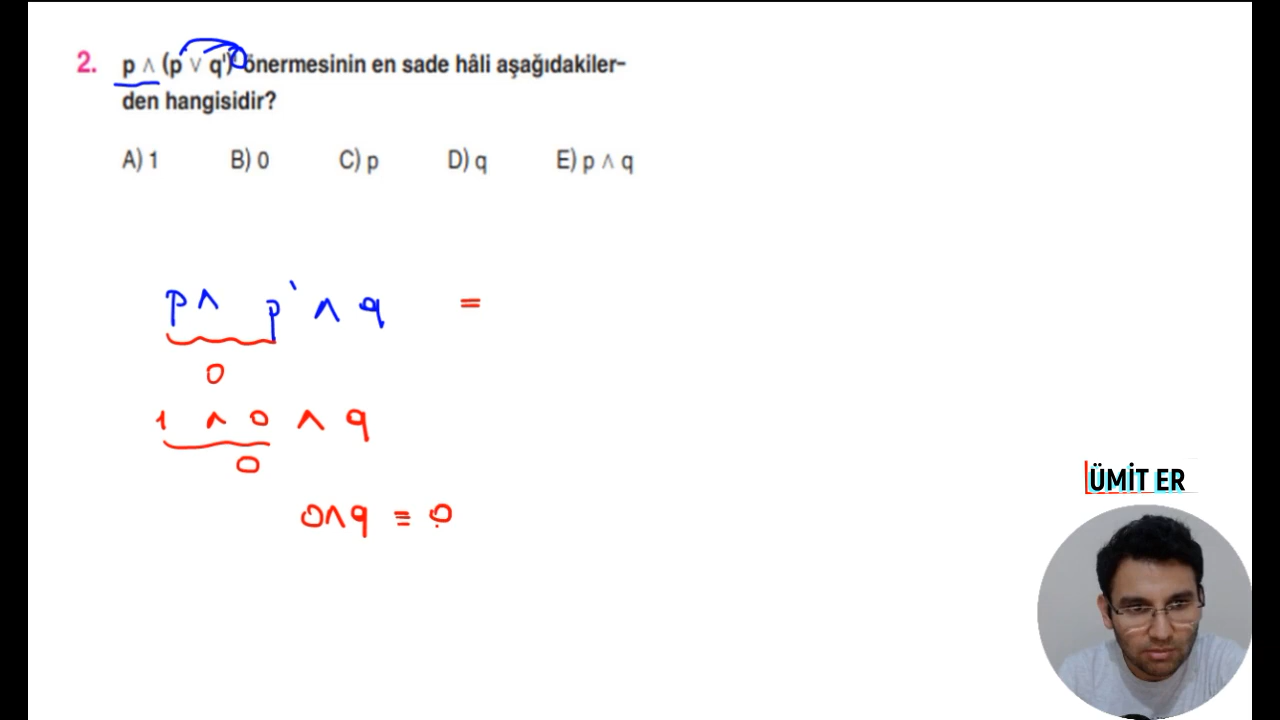 2. p ∧ (p ∨ q')' önermesinin en sade hâli aşağıdakiler-
den hangisidir?
A) 1 B) 0 C) p D) q E) p ∧ q
p ∧ p' ∧ q =
0
1 ∧ 0 ∧ q
0
0 ∧ q ≡ 0
ÜMİT ER